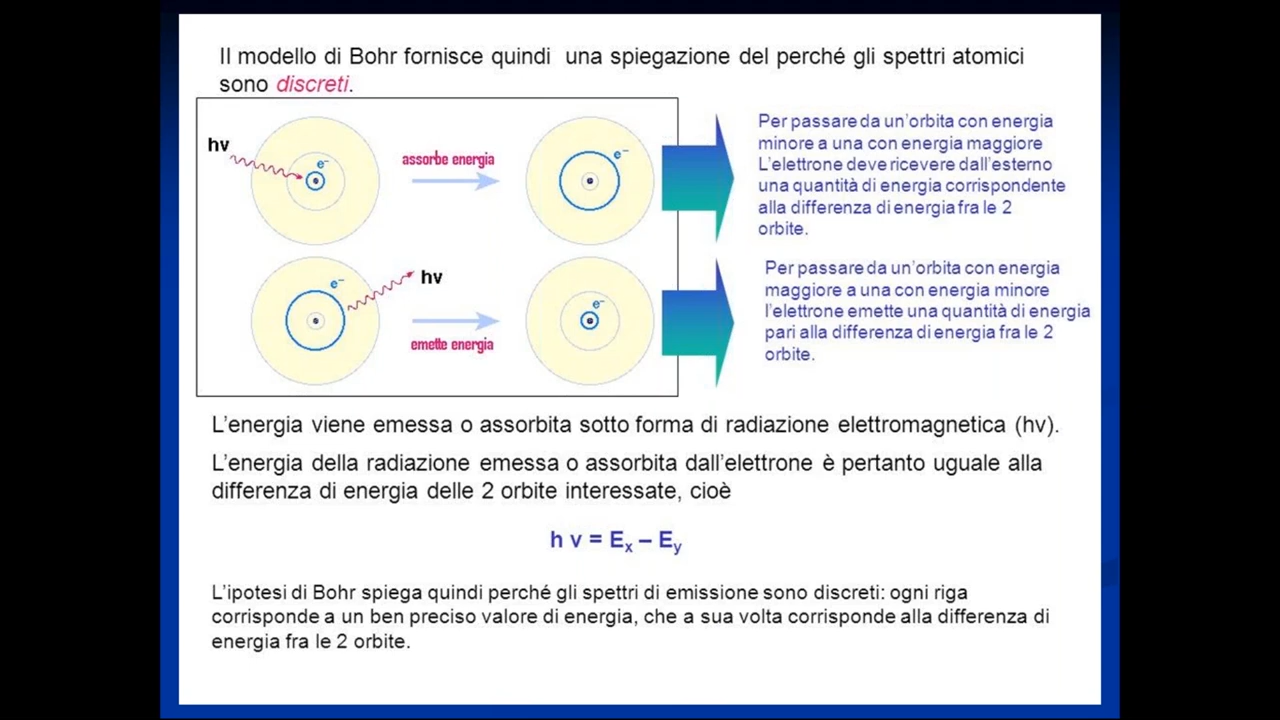 Il modello di Bohr fornisce quindi una spiegazione del perché gli spettri atomici
sono discreti.
hν
e⁻
assorbe energia
e⁻
Per passare da un'orbita con energia
minore a una con energia maggiore
L'elettrone deve ricevere dall'esterno
una quantità di energia corrispondente
alla differenza di energia fra le 2
orbite.
e⁻
hν
emette energia
e⁻
Per passare da un'orbita con energia
maggiore a una con energia minore
l'elettrone emette una quantità di energia
pari alla differenza di energia fra le 2
orbite.
L'energia viene emessa o assorbita sotto forma di radiazione elettromagnetica (hν).
L'energia della radiazione emessa o assorbita dall'elettrone è pertanto uguale alla
differenza di energia delle 2 orbite interessate, cioè
h ν = Eₓ – Eᵧ
L'ipotesi di Bohr spiega quindi perché gli spettri di emissione sono discreti: ogni riga
corrisponde a un ben preciso valore di energia, che a sua volta corrisponde alla differenza di
energia fra le 2 orbite.